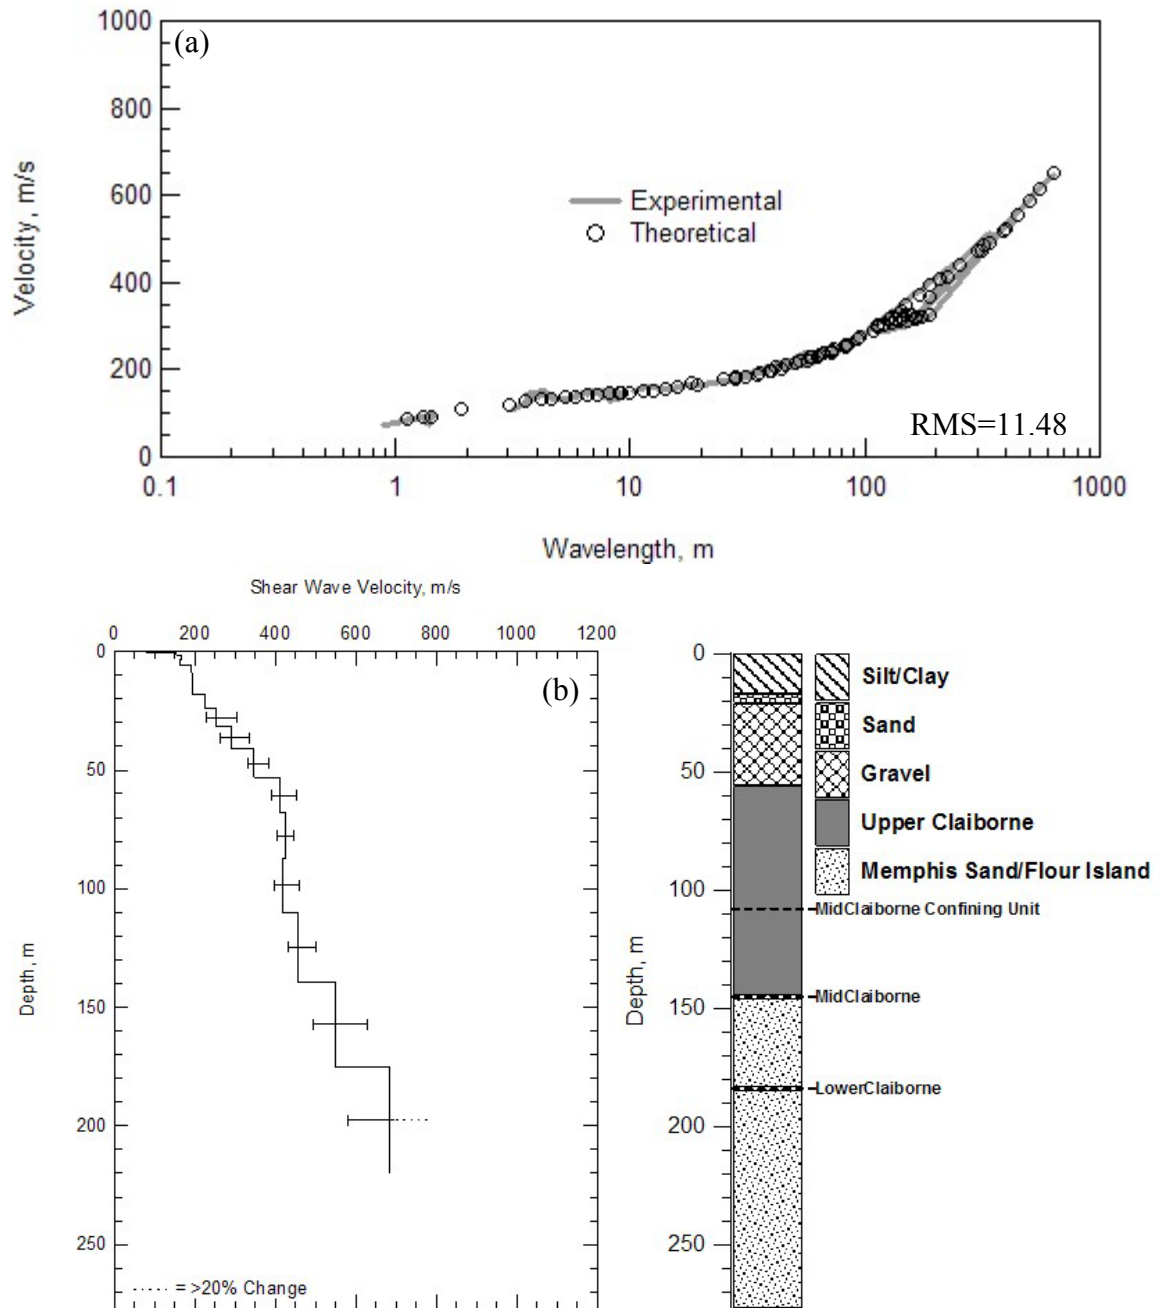 1000
(a)
800
600
400
200
0
Velocity, m/s
Experimental
Theoretical
RMS=11.48
0.1 1 10 100 1000
Wavelength, m
Shear Wave Velocity, m/s
0 200 400 600 800 1000 1200
0
50
100
150
200
250
Depth, m
(b)
= >20% Change
0
50
100
150
200
250
Depth, m
Silt/Clay
Sand
Gravel
Upper Claiborne
Memphis Sand/Flour Island
MidClaiborne Confining Unit
MidClaiborne
LowerClaiborne